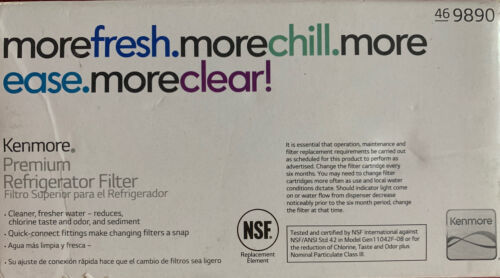 46 9890
morefresh.morechill.more
ease.moreclear!
Kenmore®
Premium
Refrigerator Filter
Filtro Superior para el Refrigerador
• Cleaner, fresher water – reduces,
chlorine taste and odor, and sediment
• Quick-connect fittings make changing filters a snap
• Agua más limpia y fresca –
• Su ajuste de conexión rápida hace que el cambio de filtros sea ligero
It is essential that operation, maintenance and
filter replacement requirements be carried out
as scheduled for this product to perform as
advertised. Change the filter cartridge every
six months. You may need to change filter
cartridges more often as use and local water
conditions dictate. Should indicator light come
on or water flow from dispenser decrease
noticeably prior to the six month period, change
the filter at that time.
NSF®
Replacement
Element
Tested and certified by NSF International against
NSF/ANSI Std 42 in Model Gen11042F-08 or for
the reduction of Chlorine, Taste and Odor plus
Nominal Particulate Class III.
Kenmore